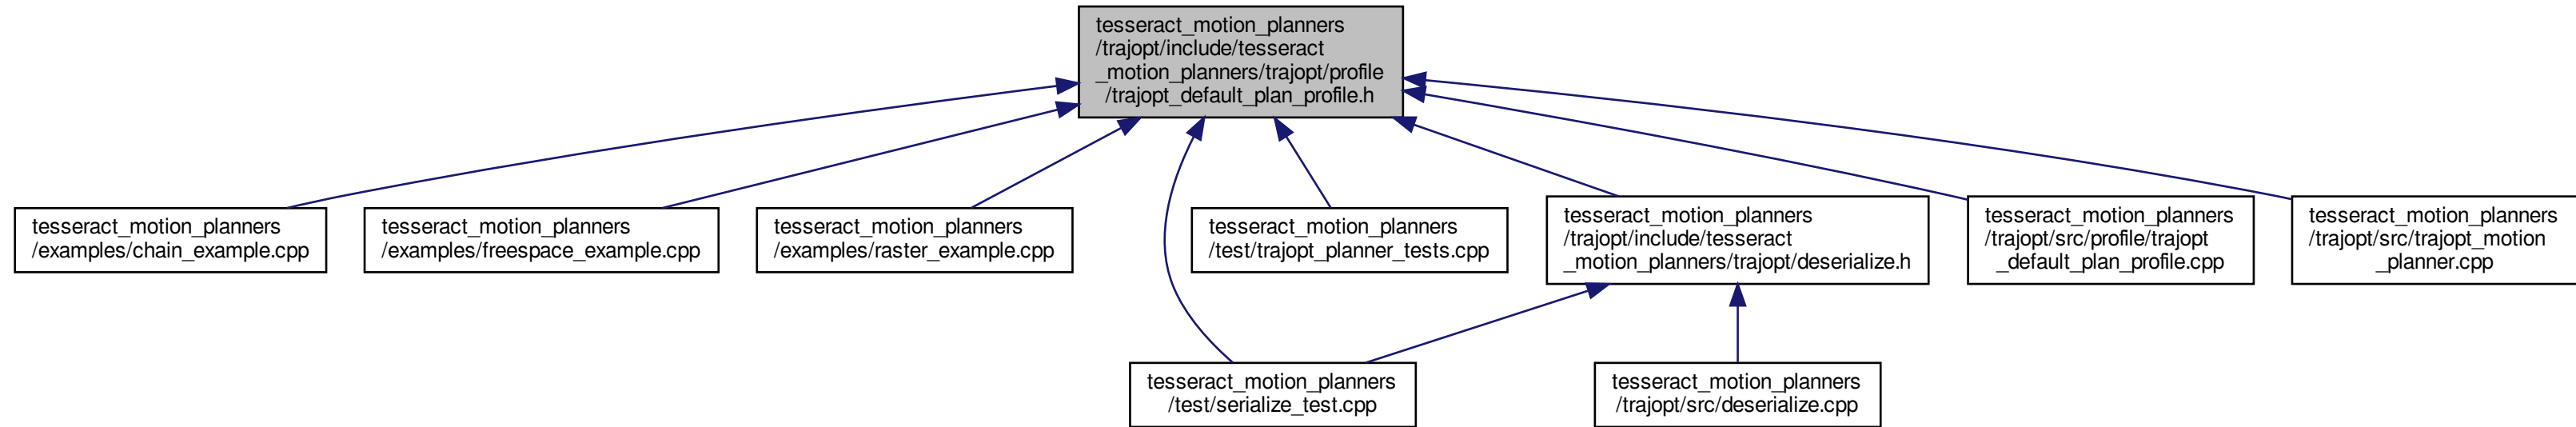 tesseract_motion_planners
/trajopt/include/tesseract
_motion_planners/trajopt/profile
/trajopt_default_plan_profile.h
tesseract_motion_planners
/examples/chain_example.cpp
tesseract_motion_planners
/examples/freespace_example.cpp
tesseract_motion_planners
/examples/raster_example.cpp
tesseract_motion_planners
/test/trajopt_planner_tests.cpp
tesseract_motion_planners
/trajopt/include/tesseract
_motion_planners/trajopt/deserialize.h
tesseract_motion_planners
/trajopt/src/profile/trajopt
_default_plan_profile.cpp
tesseract_motion_planners
/trajopt/src/trajopt_motion
_planner.cpp
tesseract_motion_planners
/test/serialize_test.cpp
tesseract_motion_planners
/trajopt/src/deserialize.cpp